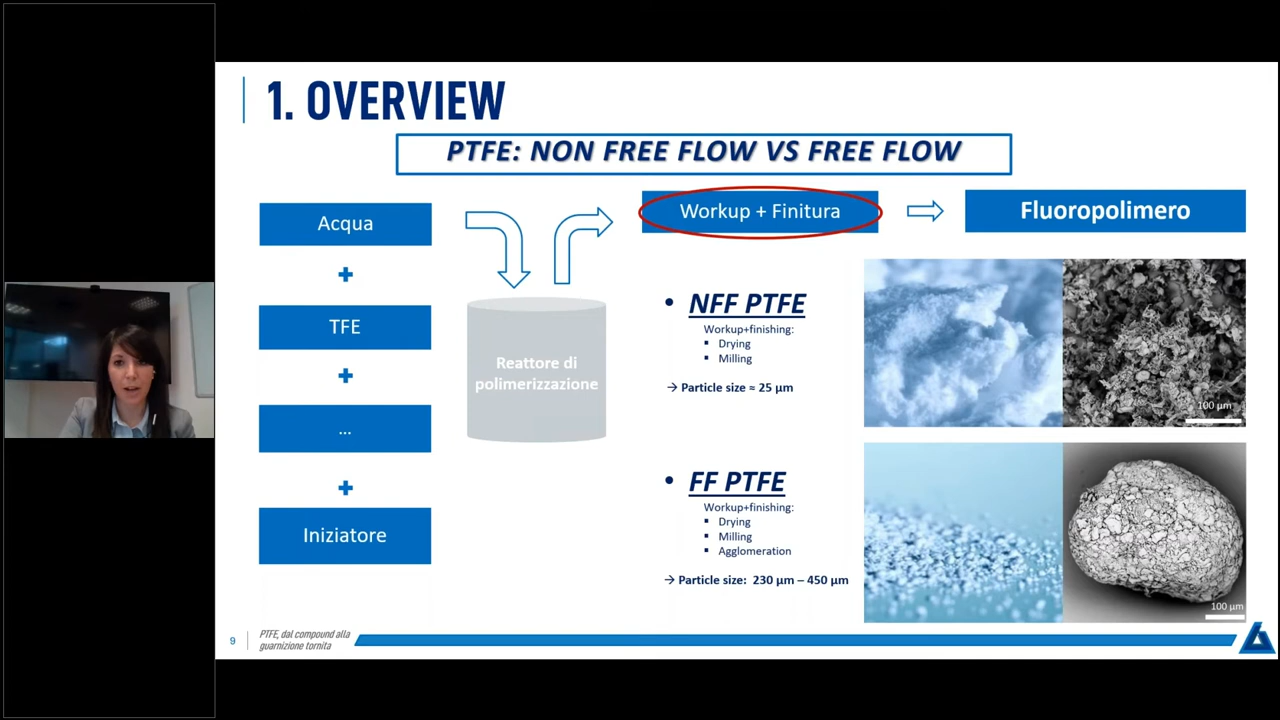 1. OVERVIEW
PTFE: NON FREE FLOW VS FREE FLOW
Acqua
+
TFE
+
...
+
Iniziatore
Reattore di
polimerizzazione
Workup + Finitura
Fluoropolimero
• NFF PTFE
Workup+finishing:
▪ Drying
▪ Milling
→ Particle size ≈ 25 µm
100 µm
• FF PTFE
Workup+finishing:
▪ Drying
▪ Milling
▪ Agglomeration
→ Particle size: 230 µm – 450 µm
100 µm
9
PTFE, dal compound alla
guarnizione tornita